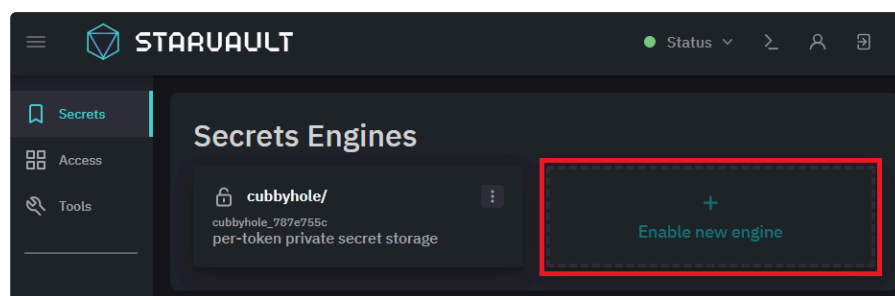 STARVAULT
Status
Secrets
Access
Tools
Secrets Engines
cubbyhole/
cubbyhole_787e755c
per-token private secret storage
+
Enable new engine